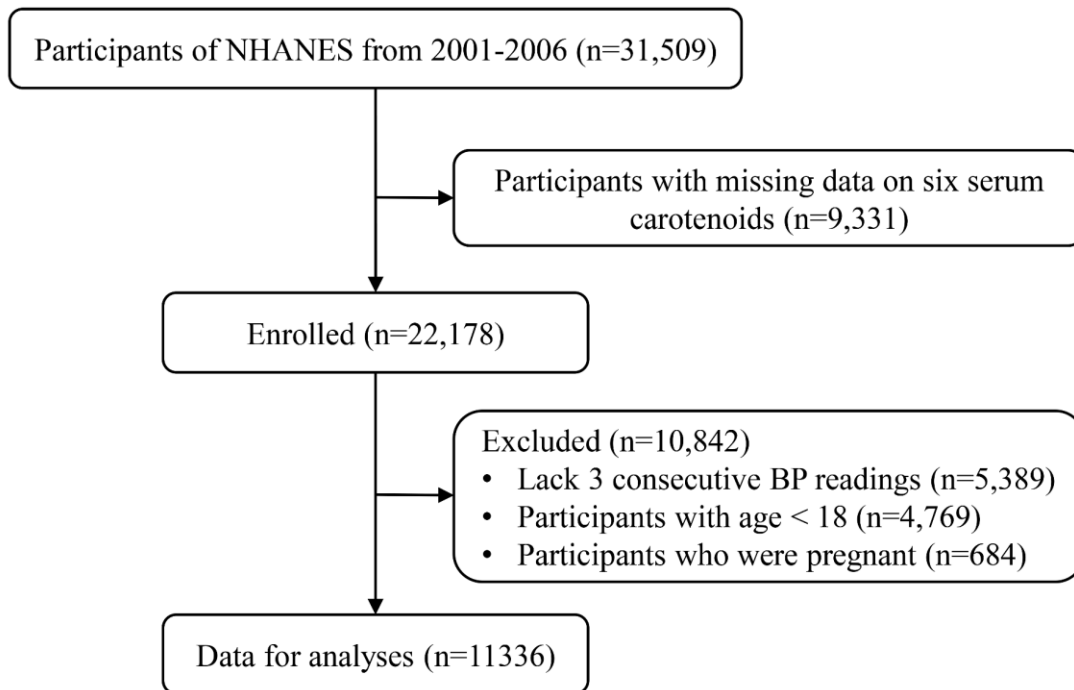 Participants of NHANES from 2001-2006 (n=31,509)
Participants with missing data on six serum
carotenoids (n=9,331)
Enrolled (n=22,178)
Excluded (n=10,842)
• Lack 3 consecutive BP readings (n=5,389)
• Participants with age < 18 (n=4,769)
• Participants who were pregnant (n=684)
Data for analyses (n=11336)